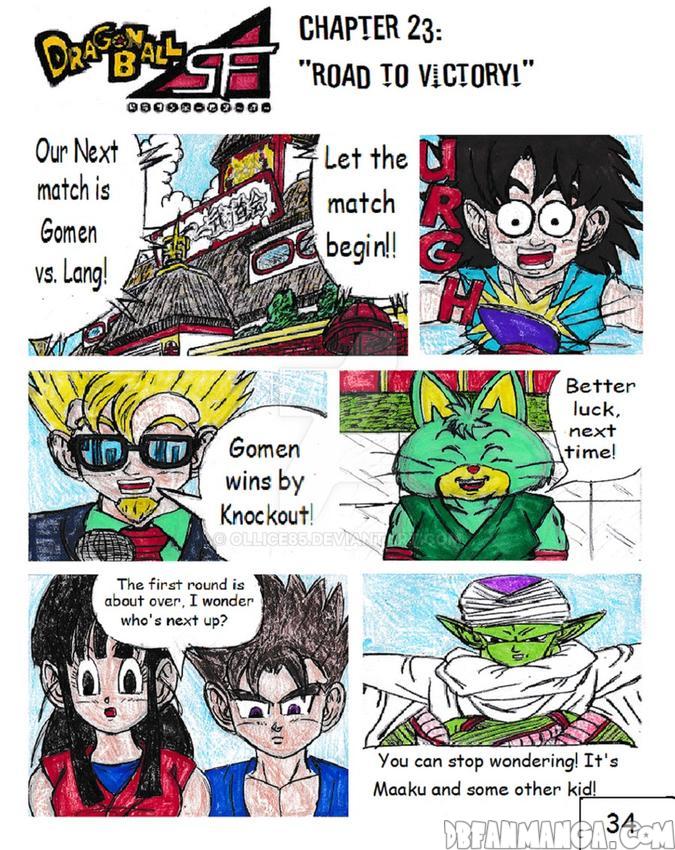 DRAGON BALL SF
CHAPTER 23:
"ROAD TO VICTORY!"
Our Next
match is
Gomen
vs. Lang!
Let the
match
begin!!
URGH
Gomen
wins by
Knockout!
Better
luck,
next
time!
© OLLICE85.DEVIANTART.COM
The first round is
about over, I wonder
who's next up?
You can stop wondering! It's
Maaku and some other kid!
34
DBFANMANGA.COM